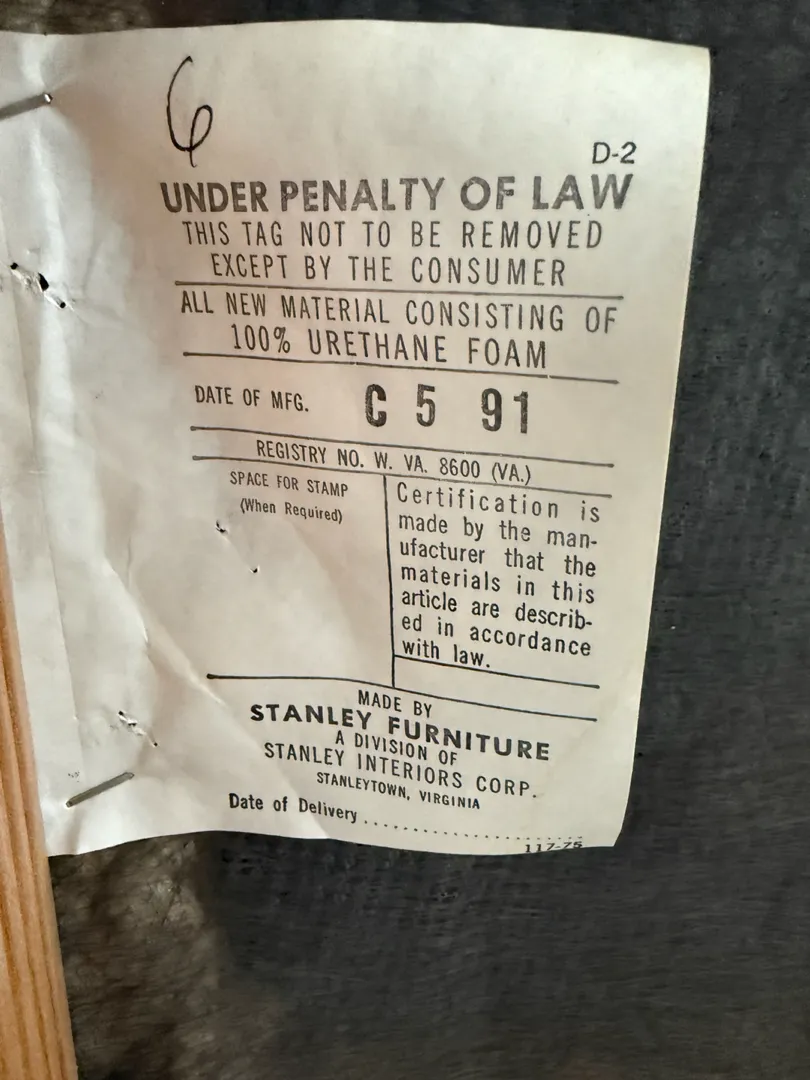 6
D-2
UNDER PENALTY OF LAW
THIS TAG NOT TO BE REMOVED
EXCEPT BY THE CONSUMER
ALL NEW MATERIAL CONSISTING OF
100% URETHANE FOAM
DATE OF MFG. C 5 91
REGISTRY NO. W. VA. 8600 (VA.)
SPACE FOR STAMP
(When Required)
Certification is
made by the man-
ufacturer that the
materials in this
article are describ-
ed in accordance
with law.
MADE BY
STANLEY FURNITURE
A DIVISION OF
STANLEY INTERIORS CORP.
STANLEYTOWN, VIRGINIA
Date of Delivery ..........................
117-75